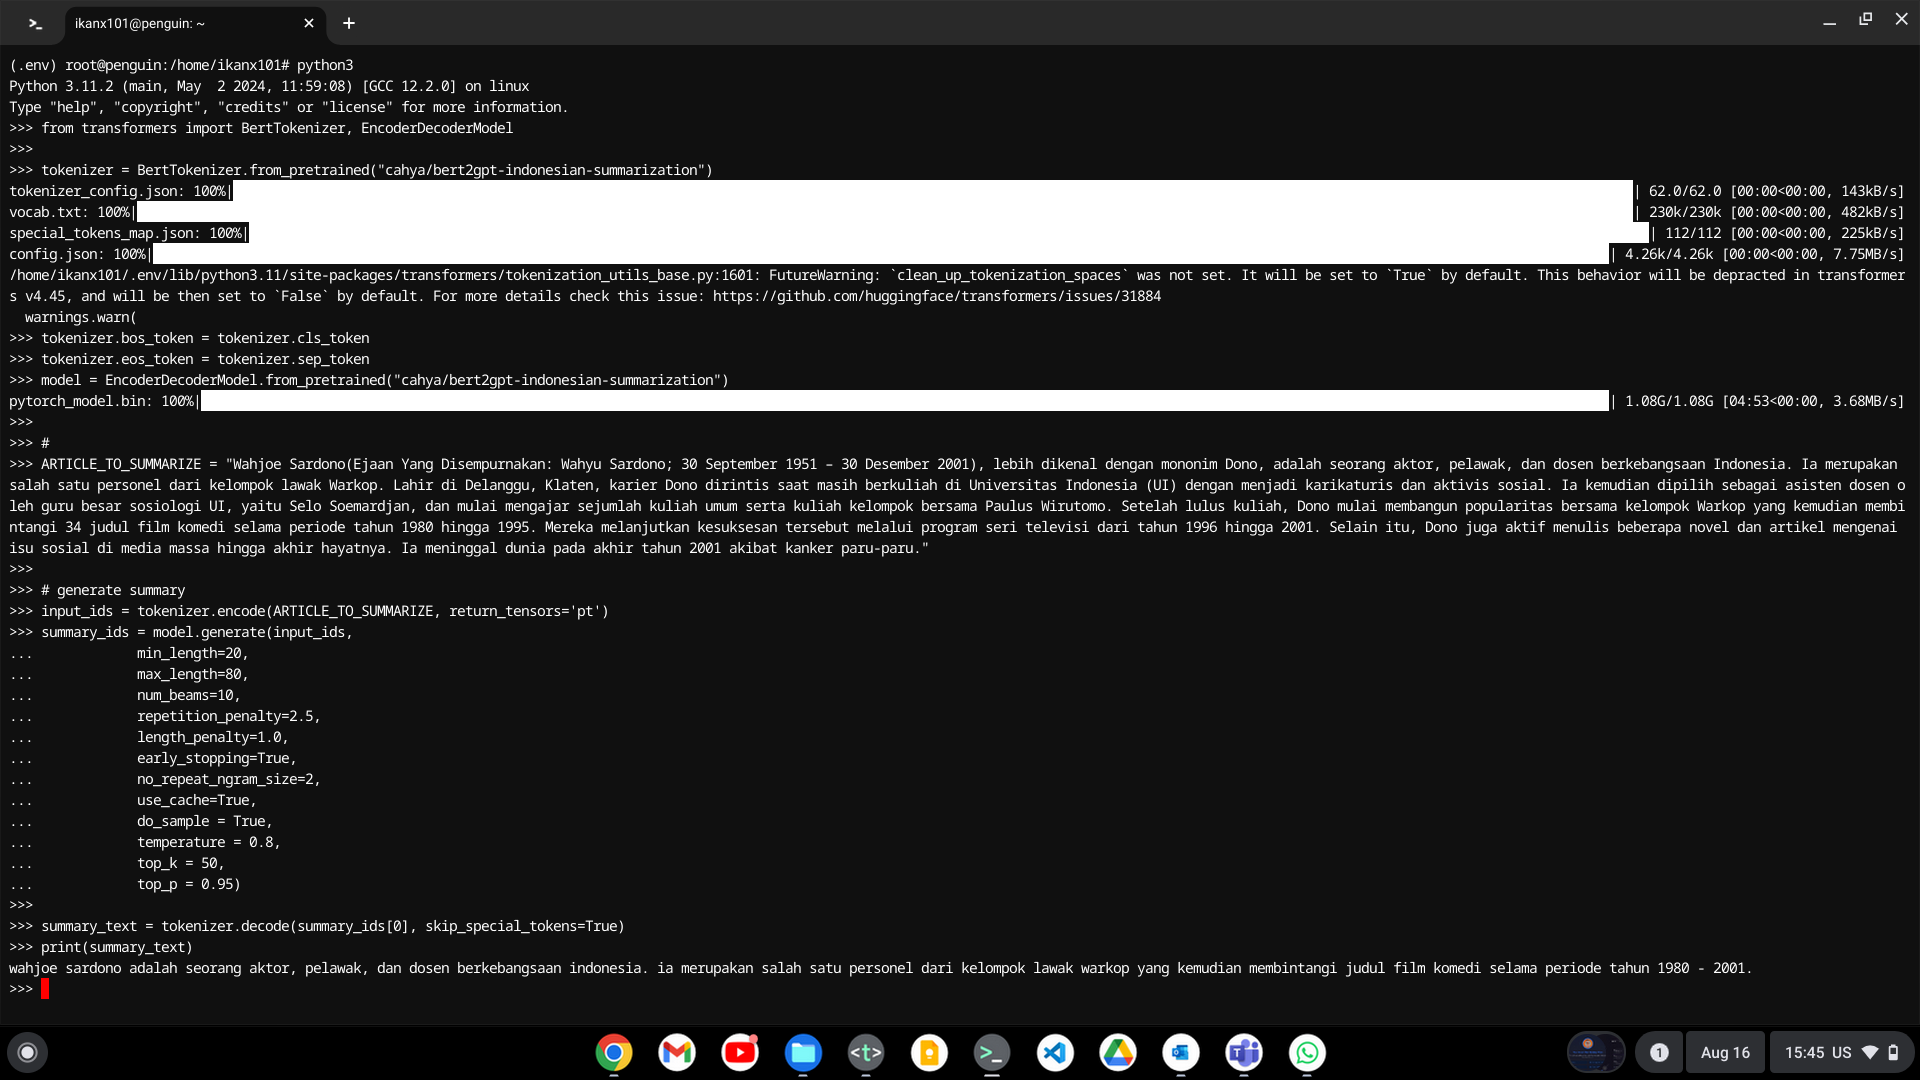 ikanx101@penguin: ~
(.env) root@penguin:/home/ikanx101# python3
Python 3.11.2 (main, May  2 2024, 11:59:08) [GCC 12.2.0] on linux
Type "help", "copyright", "credits" or "license" for more information.
>>> from transformers import BertTokenizer, EncoderDecoderModel
>>>
>>> tokenizer = BertTokenizer.from_pretrained("cahya/bert2gpt-indonesian-summarization")
tokenizer_config.json: 100%| | 62.0/62.0 [00:00<00:00, 143kB/s]
vocab.txt: 100%| | 230k/230k [00:00<00:00, 482kB/s]
special_tokens_map.json: 100%| | 112/112 [00:00<00:00, 225kB/s]
config.json: 100%| | 4.26k/4.26k [00:00<00:00, 7.75MB/s]
/home/ikanx101/.env/lib/python3.11/site-packages/transformers/tokenization_utils_base.py:1601: FutureWarning: `clean_up_tokenization_spaces` was not set. It will be set to `True` by default. This behavior will be depracted in transformer
s v4.45, and will be then set to `False` by default. For more details check this issue: https://github.com/huggingface/transformers/issues/31884
  warnings.warn(
>>> tokenizer.bos_token = tokenizer.cls_token
>>> tokenizer.eos_token = tokenizer.sep_token
>>> model = EncoderDecoderModel.from_pretrained("cahya/bert2gpt-indonesian-summarization")
pytorch_model.bin: 100%| | 1.08G/1.08G [04:53<00:00, 3.68MB/s]
>>>
>>> #
>>> ARTICLE_TO_SUMMARIZE = "Wahjoe Sardono(Ejaan Yang Disempurnakan: Wahyu Sardono; 30 September 1951 – 30 Desember 2001), lebih dikenal dengan mononim Dono, adalah seorang aktor, pelawak, dan dosen berkebangsaan Indonesia. Ia merupakan
salah satu personel dari kelompok lawak Warkop. Lahir di Delanggu, Klaten, karier Dono dirintis saat masih berkuliah di Universitas Indonesia (UI) dengan menjadi karikaturis dan aktivis sosial. Ia kemudian dipilih sebagai asisten dosen o
leh guru besar sosiologi UI, yaitu Selo Soemardjan, dan mulai mengajar sejumlah kuliah umum serta kuliah kelompok bersama Paulus Wirutomo. Setelah lulus kuliah, Dono mulai membangun popularitas bersama kelompok Warkop yang kemudian membi
ntangi 34 judul film komedi selama periode tahun 1980 hingga 1995. Mereka melanjutkan kesuksesan tersebut melalui program seri televisi dari tahun 1996 hingga 2001. Selain itu, Dono juga aktif menulis beberapa novel dan artikel mengenai
isu sosial di media massa hingga akhir hayatnya. Ia meninggal dunia pada akhir tahun 2001 akibat kanker paru-paru."
>>>
>>> # generate summary
>>> input_ids = tokenizer.encode(ARTICLE_TO_SUMMARIZE, return_tensors='pt')
>>> summary_ids = model.generate(input_ids,
...             min_length=20,
...             max_length=80,
...             num_beams=10,
...             repetition_penalty=2.5,
...             length_penalty=1.0,
...             early_stopping=True,
...             no_repeat_ngram_size=2,
...             use_cache=True,
...             do_sample = True,
...             temperature = 0.8,
...             top_k = 50,
...             top_p = 0.95)
>>>
>>> summary_text = tokenizer.decode(summary_ids[0], skip_special_tokens=True)
>>> print(summary_text)
wahjoe sardono adalah seorang aktor, pelawak, dan dosen berkebangsaan indonesia. ia merupakan salah satu personel dari kelompok lawak warkop yang kemudian membintangi judul film komedi selama periode tahun 1980 - 2001.
>>>
1
Aug 16
15:45 US